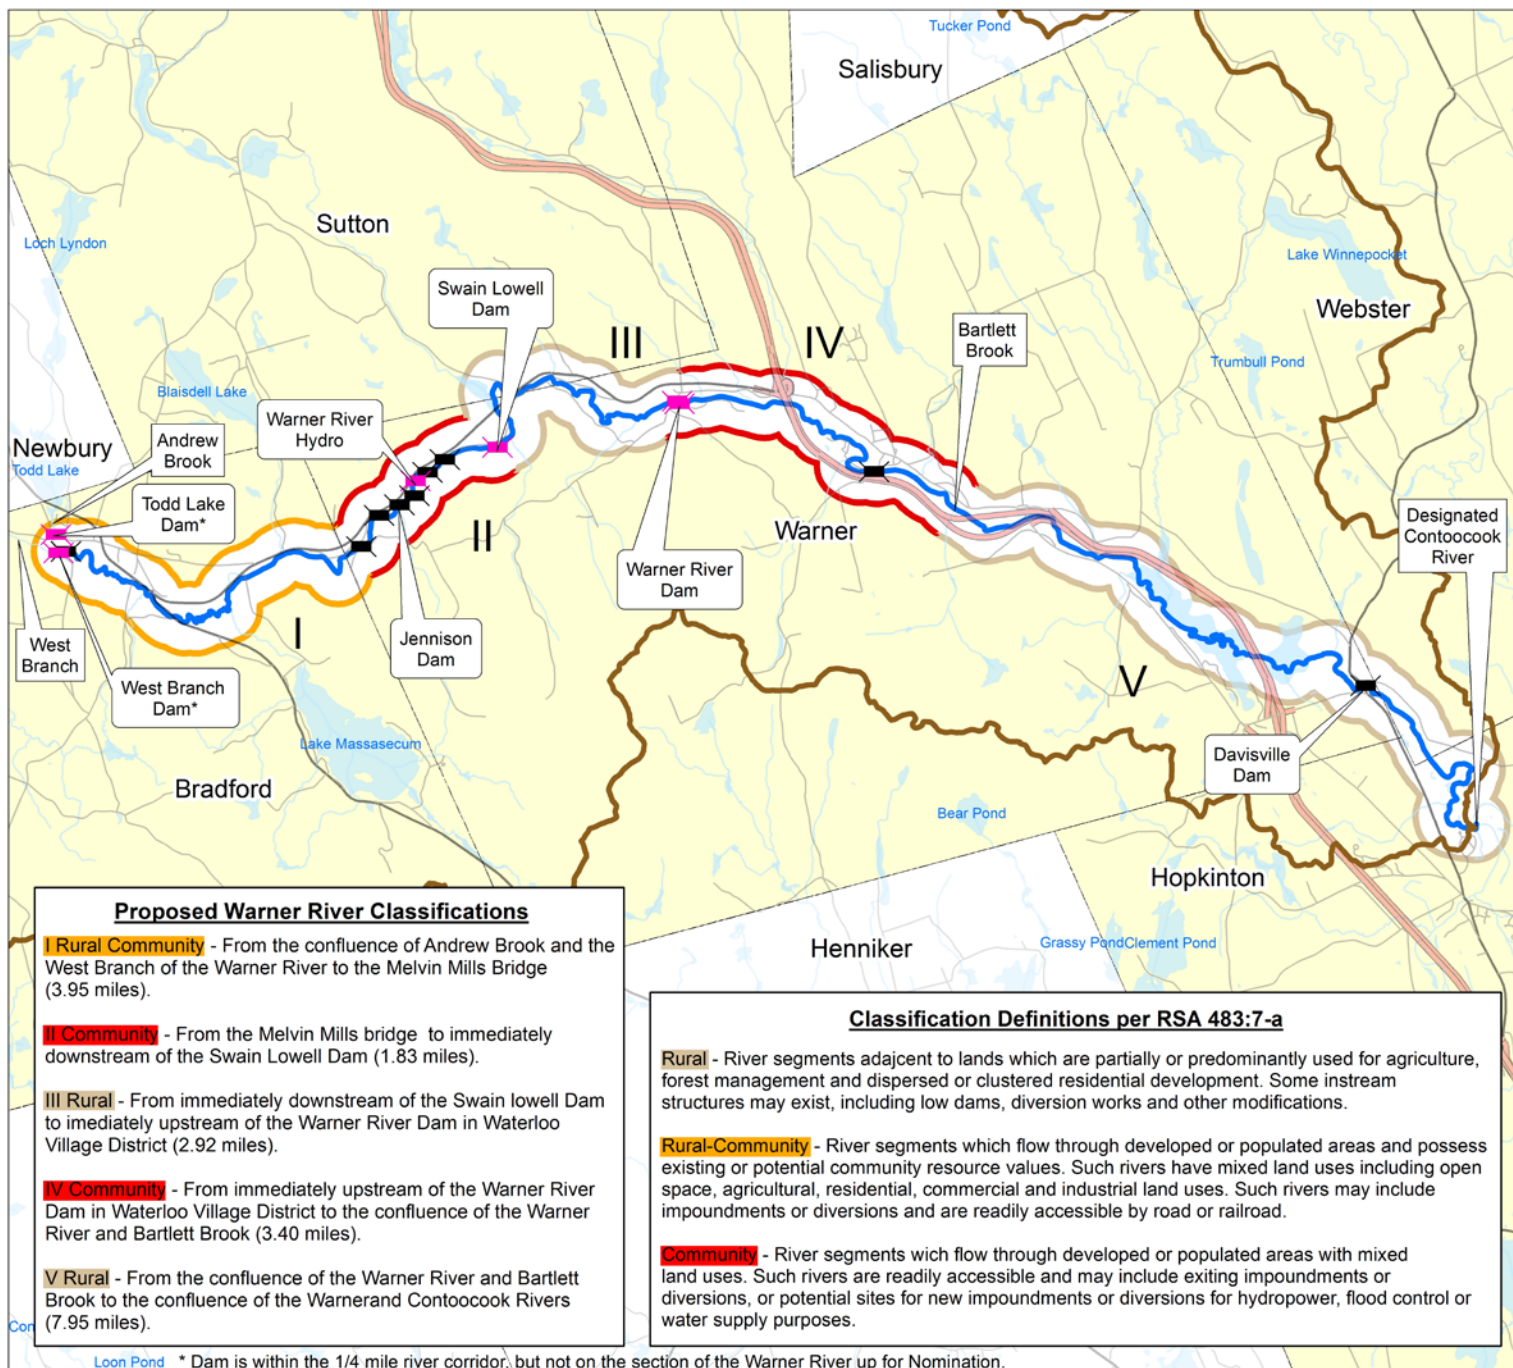 Tucker Pond
Salisbury
Sutton
Loch Lyndon
Lake Winnepocket
Swain Lowell
Dam
Webster
III
IV
Bartlett
Brook
Trumbull Pond
Blaisdell Lake
Warner River
Hydro
Newbury
Andrew
Brook
Todd Lake
Todd Lake
Dam*
II
Warner
Designated
Contoocook
River
Warner River
Dam
West
Branch
I
Jennison
Dam
West Branch
Dam*
V
Lake Massasecum
Davisville
Dam
Bradford
Bear Pond
Hopkinton
Henniker
Grassy Pond
Clement Pond
Proposed Warner River Classifications
I Rural Community - From the confluence of Andrew Brook and the
West Branch of the Warner River to the Melvin Mills Bridge
(3.95 miles).
II Community - From the Melvin Mills bridge to immediately
downstream of the Swain Lowell Dam (1.83 miles).
III Rural - From immediately downstream of the Swain lowell Dam
to imediately upstream of the Warner River Dam in Waterloo
Village District (2.92 miles).
IV Community - From immediately upstream of the Warner River
Dam in Waterloo Village District to the confluence of the Warner
River and Bartlett Brook (3.40 miles).
V Rural - From the confluence of the Warner River and Bartlett
Brook to the confluence of the Warnerand Contoocook Rivers
(7.95 miles).
Classification Definitions per RSA 483:7-a
Rural - River segments adajcent to lands which are partially or predominantly used for agriculture,
forest management and dispersed or clustered residential development. Some instream
structures may exist, including low dams, diversion works and other modifications.
Rural-Community - River segments which flow through developed or populated areas and possess
existing or potential community resource values. Such rivers have mixed land uses including open
space, agricultural, residential, commercial and industrial land uses. Such rivers may include
impoundments or diversions and are readily accessible by road or railroad.
Community - River segments wich flow through developed or populated areas with mixed
land uses. Such rivers are readily accessible and may include exiting impoundments or
diversions, or potential sites for new impoundments or diversions for hydropower, flood control or
water supply purposes.
Con
Loon Pond
* Dam is within the 1/4 mile river corridor, but not on the section of the Warner River up for Nomination.